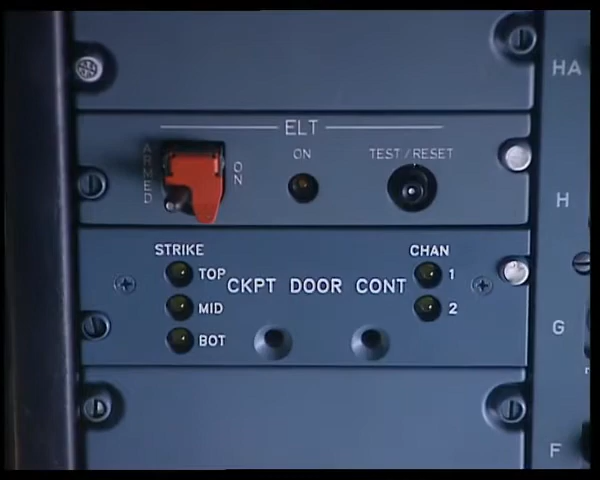 HA
ELT
ARMED
ON
ON
TEST/RESET
H
STRIKE
CHAN
TOP
1
CKPT DOOR CONT
MID
2
G
BOT
F